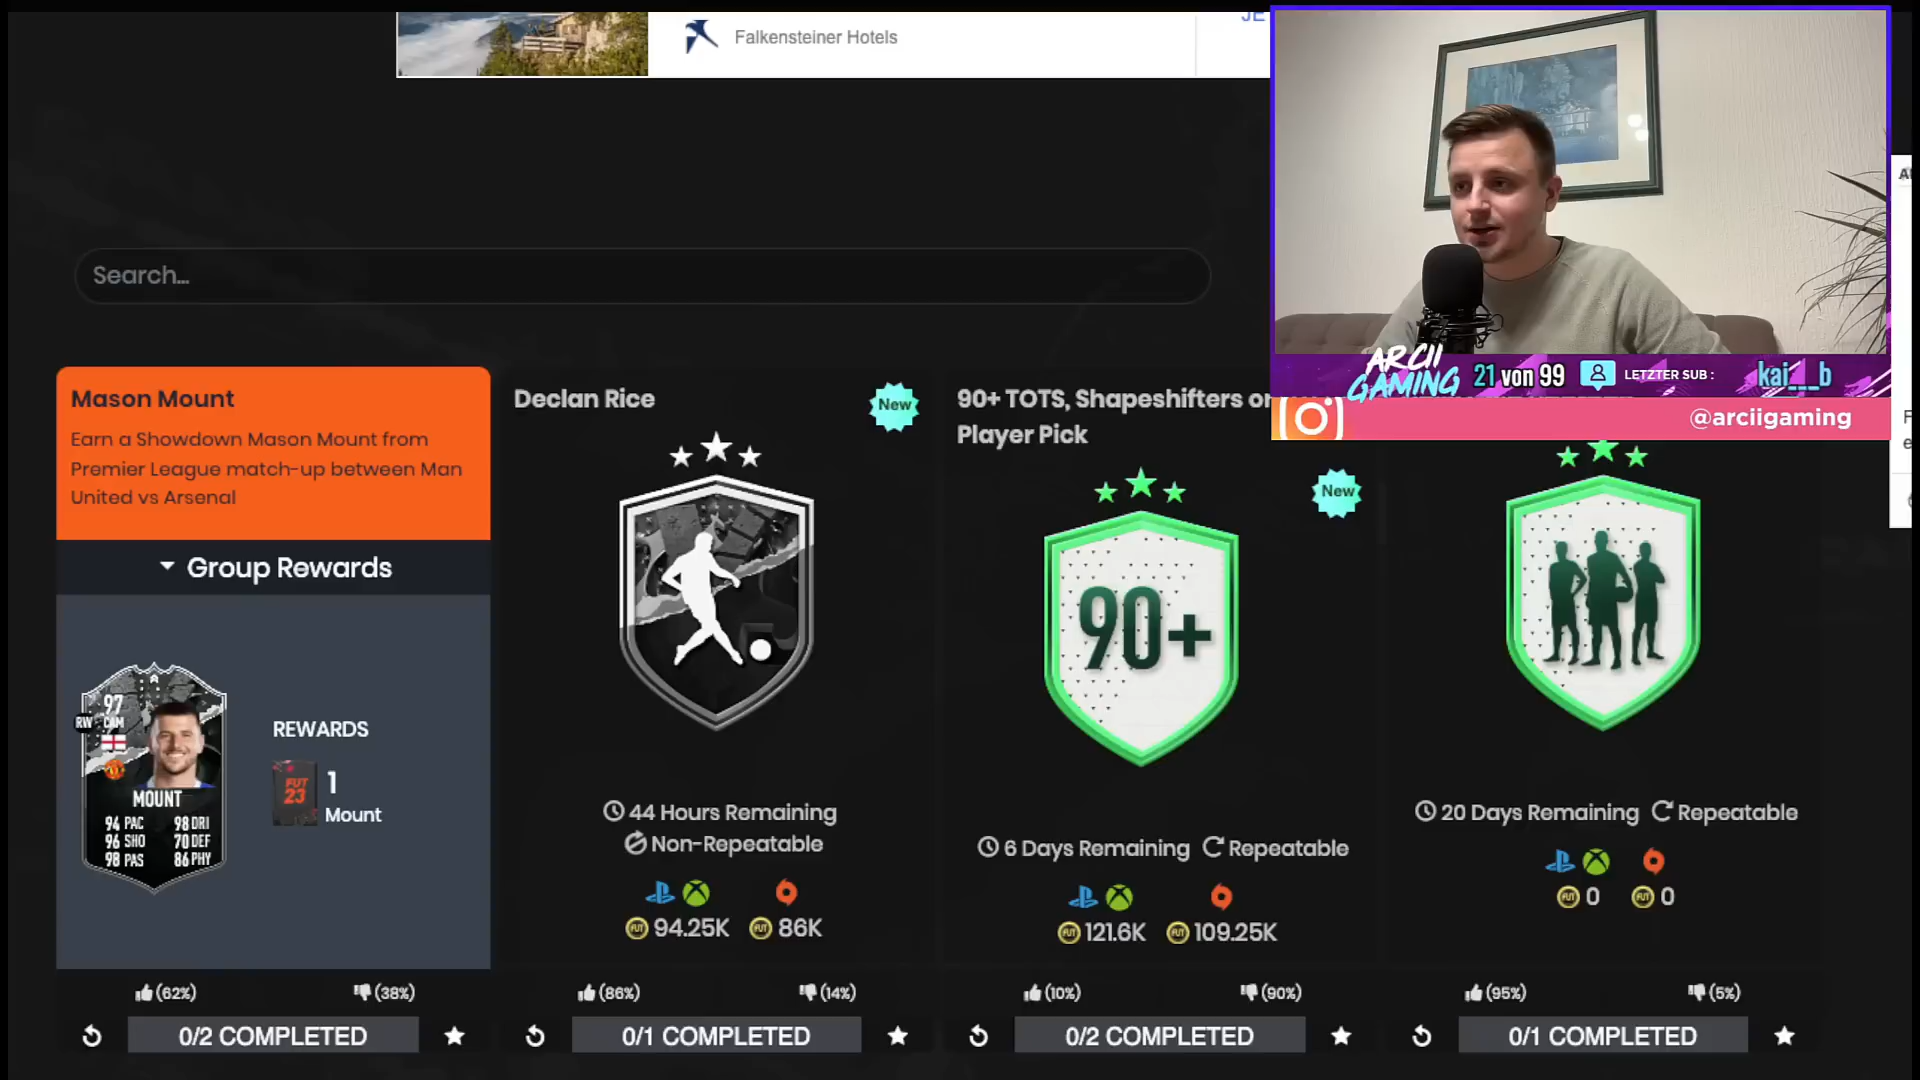 Falkensteiner Hotels
JE
Search...
ARCII
GAMING
21 von 99
LETZTER SUB :
kai__b
@arciigaming
Mason Mount
Earn a Showdown Mason Mount from
Premier League match-up between Man
United vs Arsenal
Group Rewards
97
RW
CAM
MOUNT
94 PAC 98 DRI
96 SHO 70 DEF
98 PAS 86 PHY
REWARDS
FUT
23
1
Mount
(62%) (38%)
0/2 COMPLETED
Declan Rice
New
44 Hours Remaining
Non-Repeatable
94.25K 86K
(86%) (14%)
0/1 COMPLETED
90+ TOTS, Shapeshifters or
Player Pick
New
90+
6 Days Remaining Repeatable
121.6K 109.25K
(10%) (90%)
0/2 COMPLETED
20 Days Remaining Repeatable
0 0
(95%) (5%)
0/1 COMPLETED